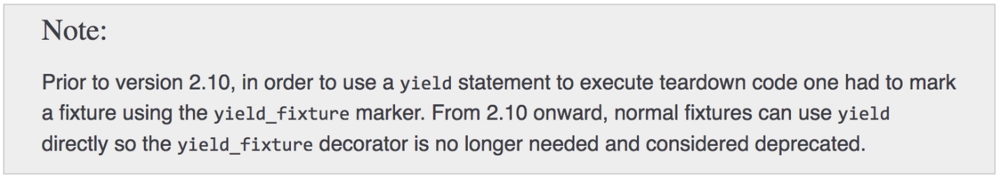 Note:
Prior to version 2.10, in order to use a yield statement to execute teardown code one had to mark
a fixture using the yield_fixture marker. From 2.10 onward, normal fixtures can use yield
directly so the yield_fixture decorator is no longer needed and considered deprecated.